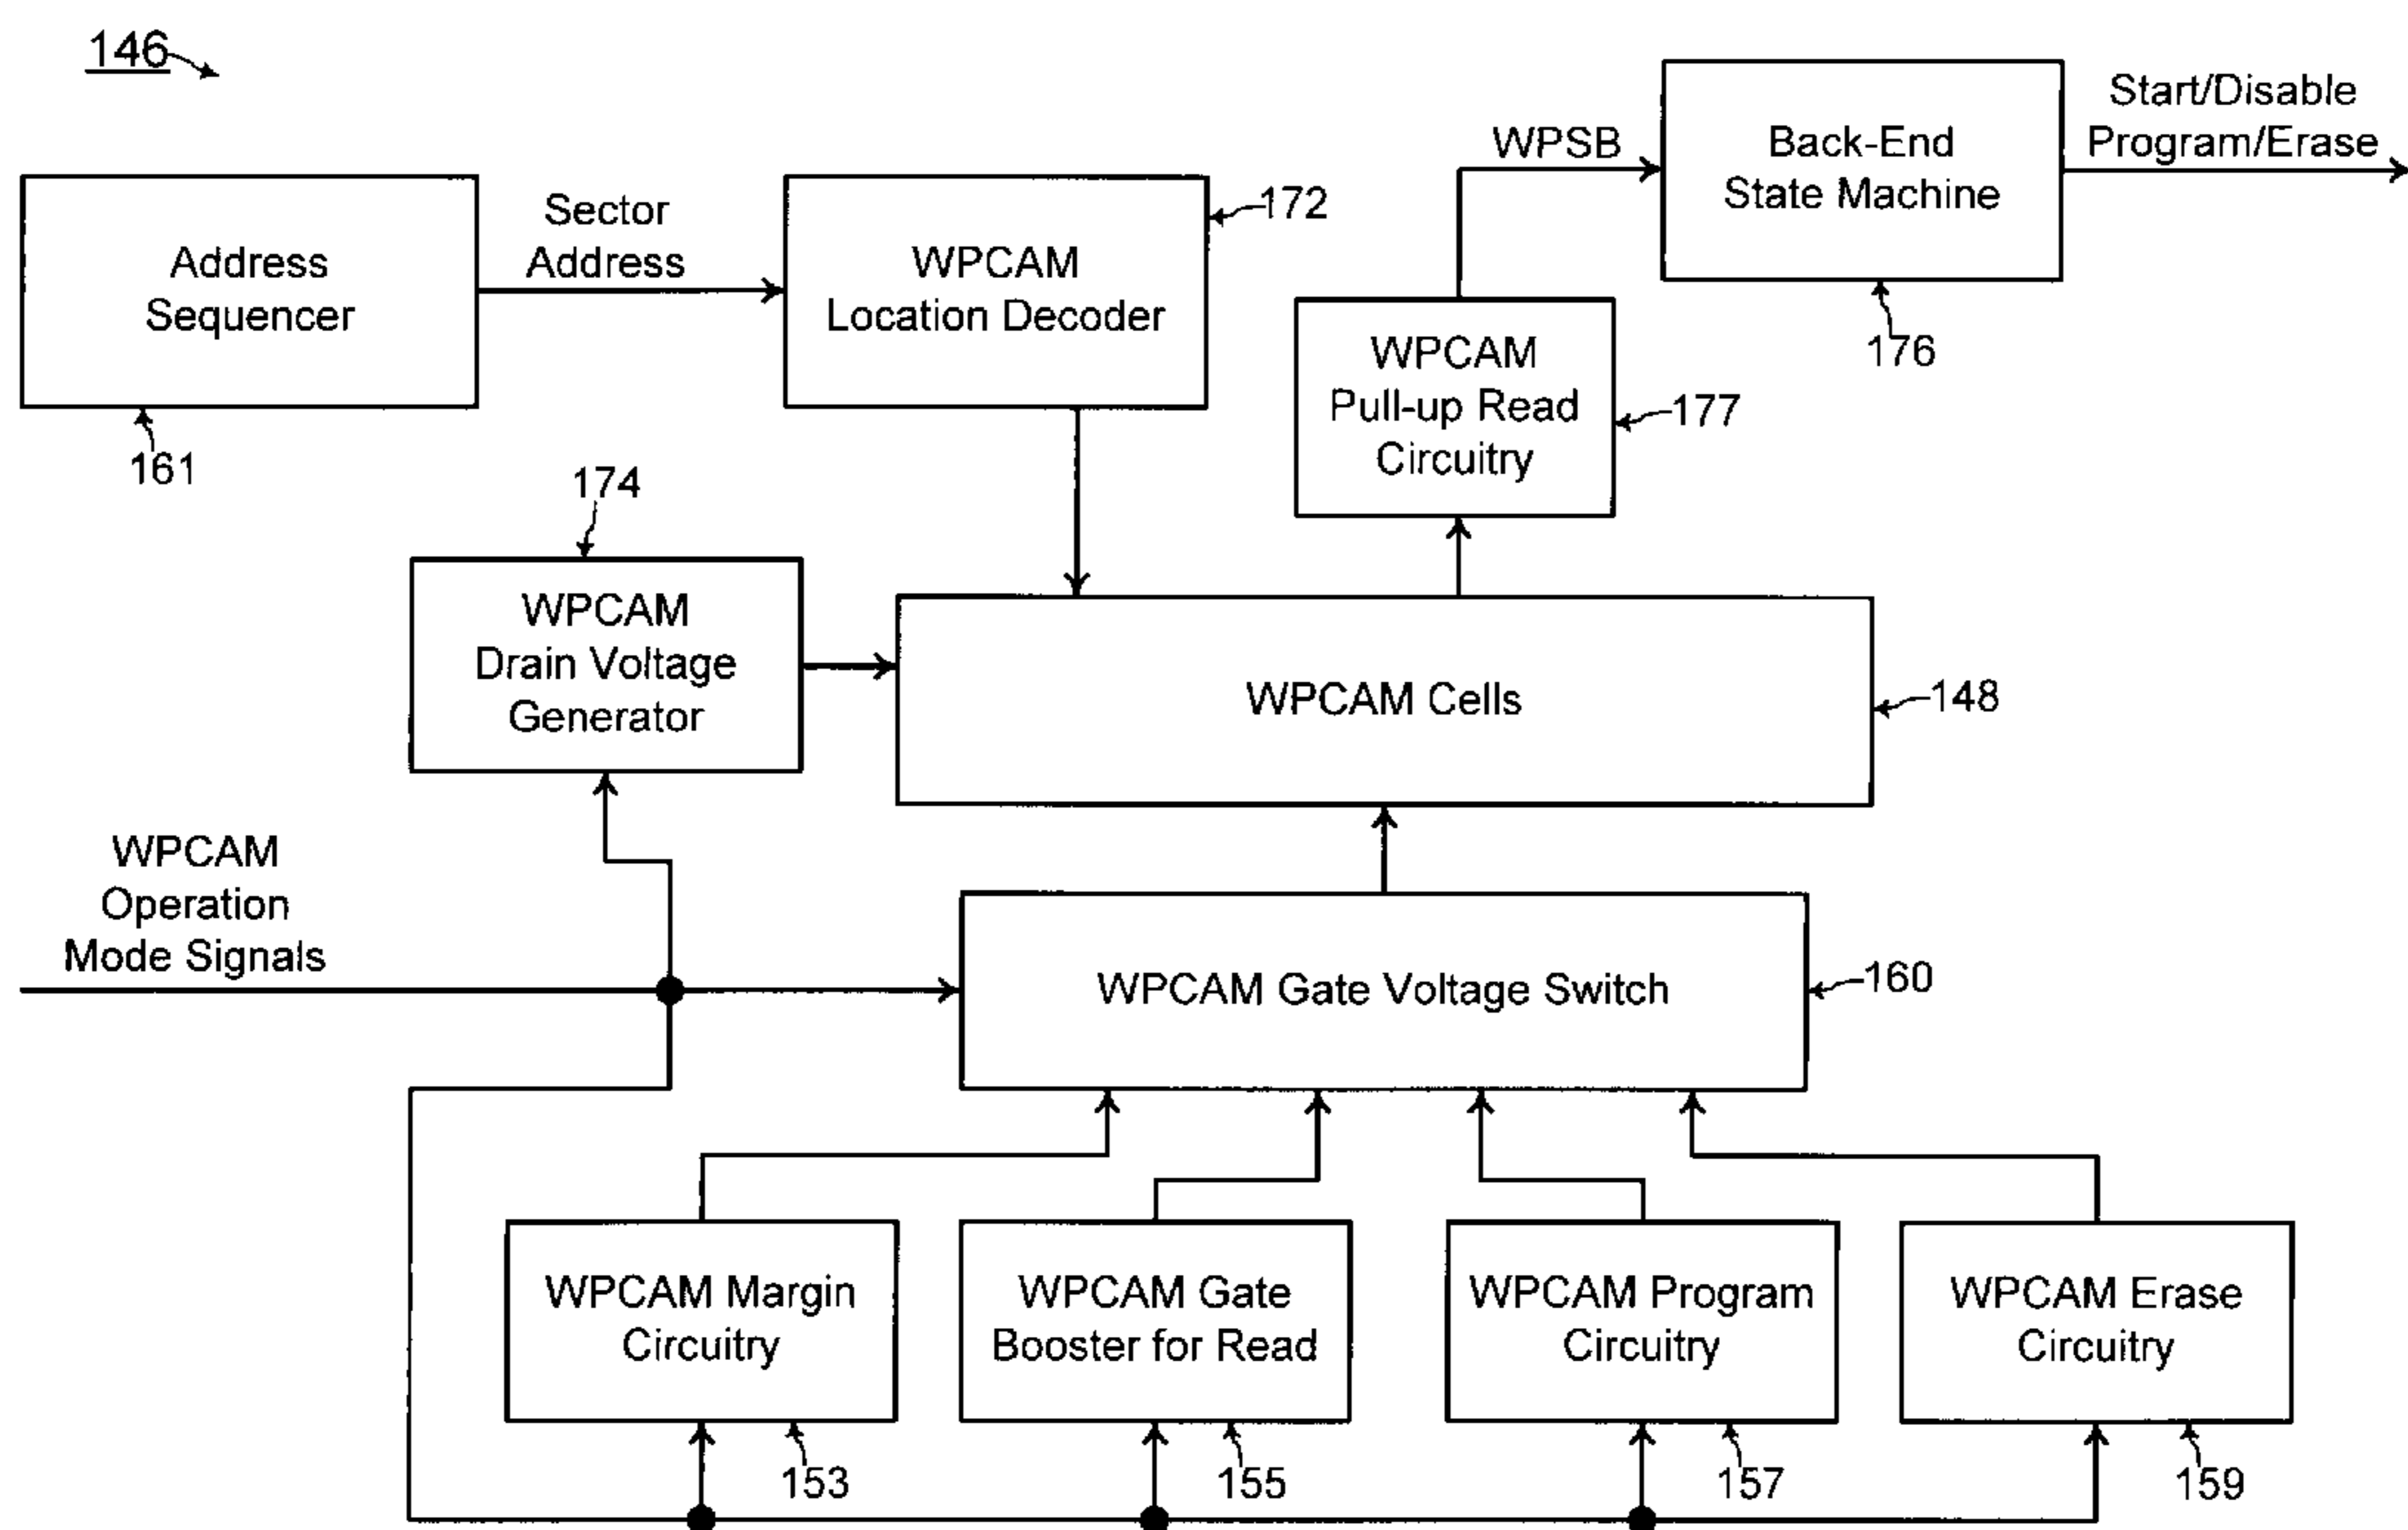 146
Address
Sequencer
161
Sector
Address
WPCAM
Location Decoder
172
WPSB
Back-End
State Machine
176
Start/Disable
Program/Erase
WPCAM
Pull-up Read
Circuitry
177
174
WPCAM
Drain Voltage
Generator
WPCAM Cells
148
WPCAM
Operation
Mode Signals
WPCAM Gate Voltage Switch
160
WPCAM Margin
Circuitry
153
WPCAM Gate
Booster for Read
155
WPCAM Program
Circuitry
157
WPCAM Erase
Circuitry
159